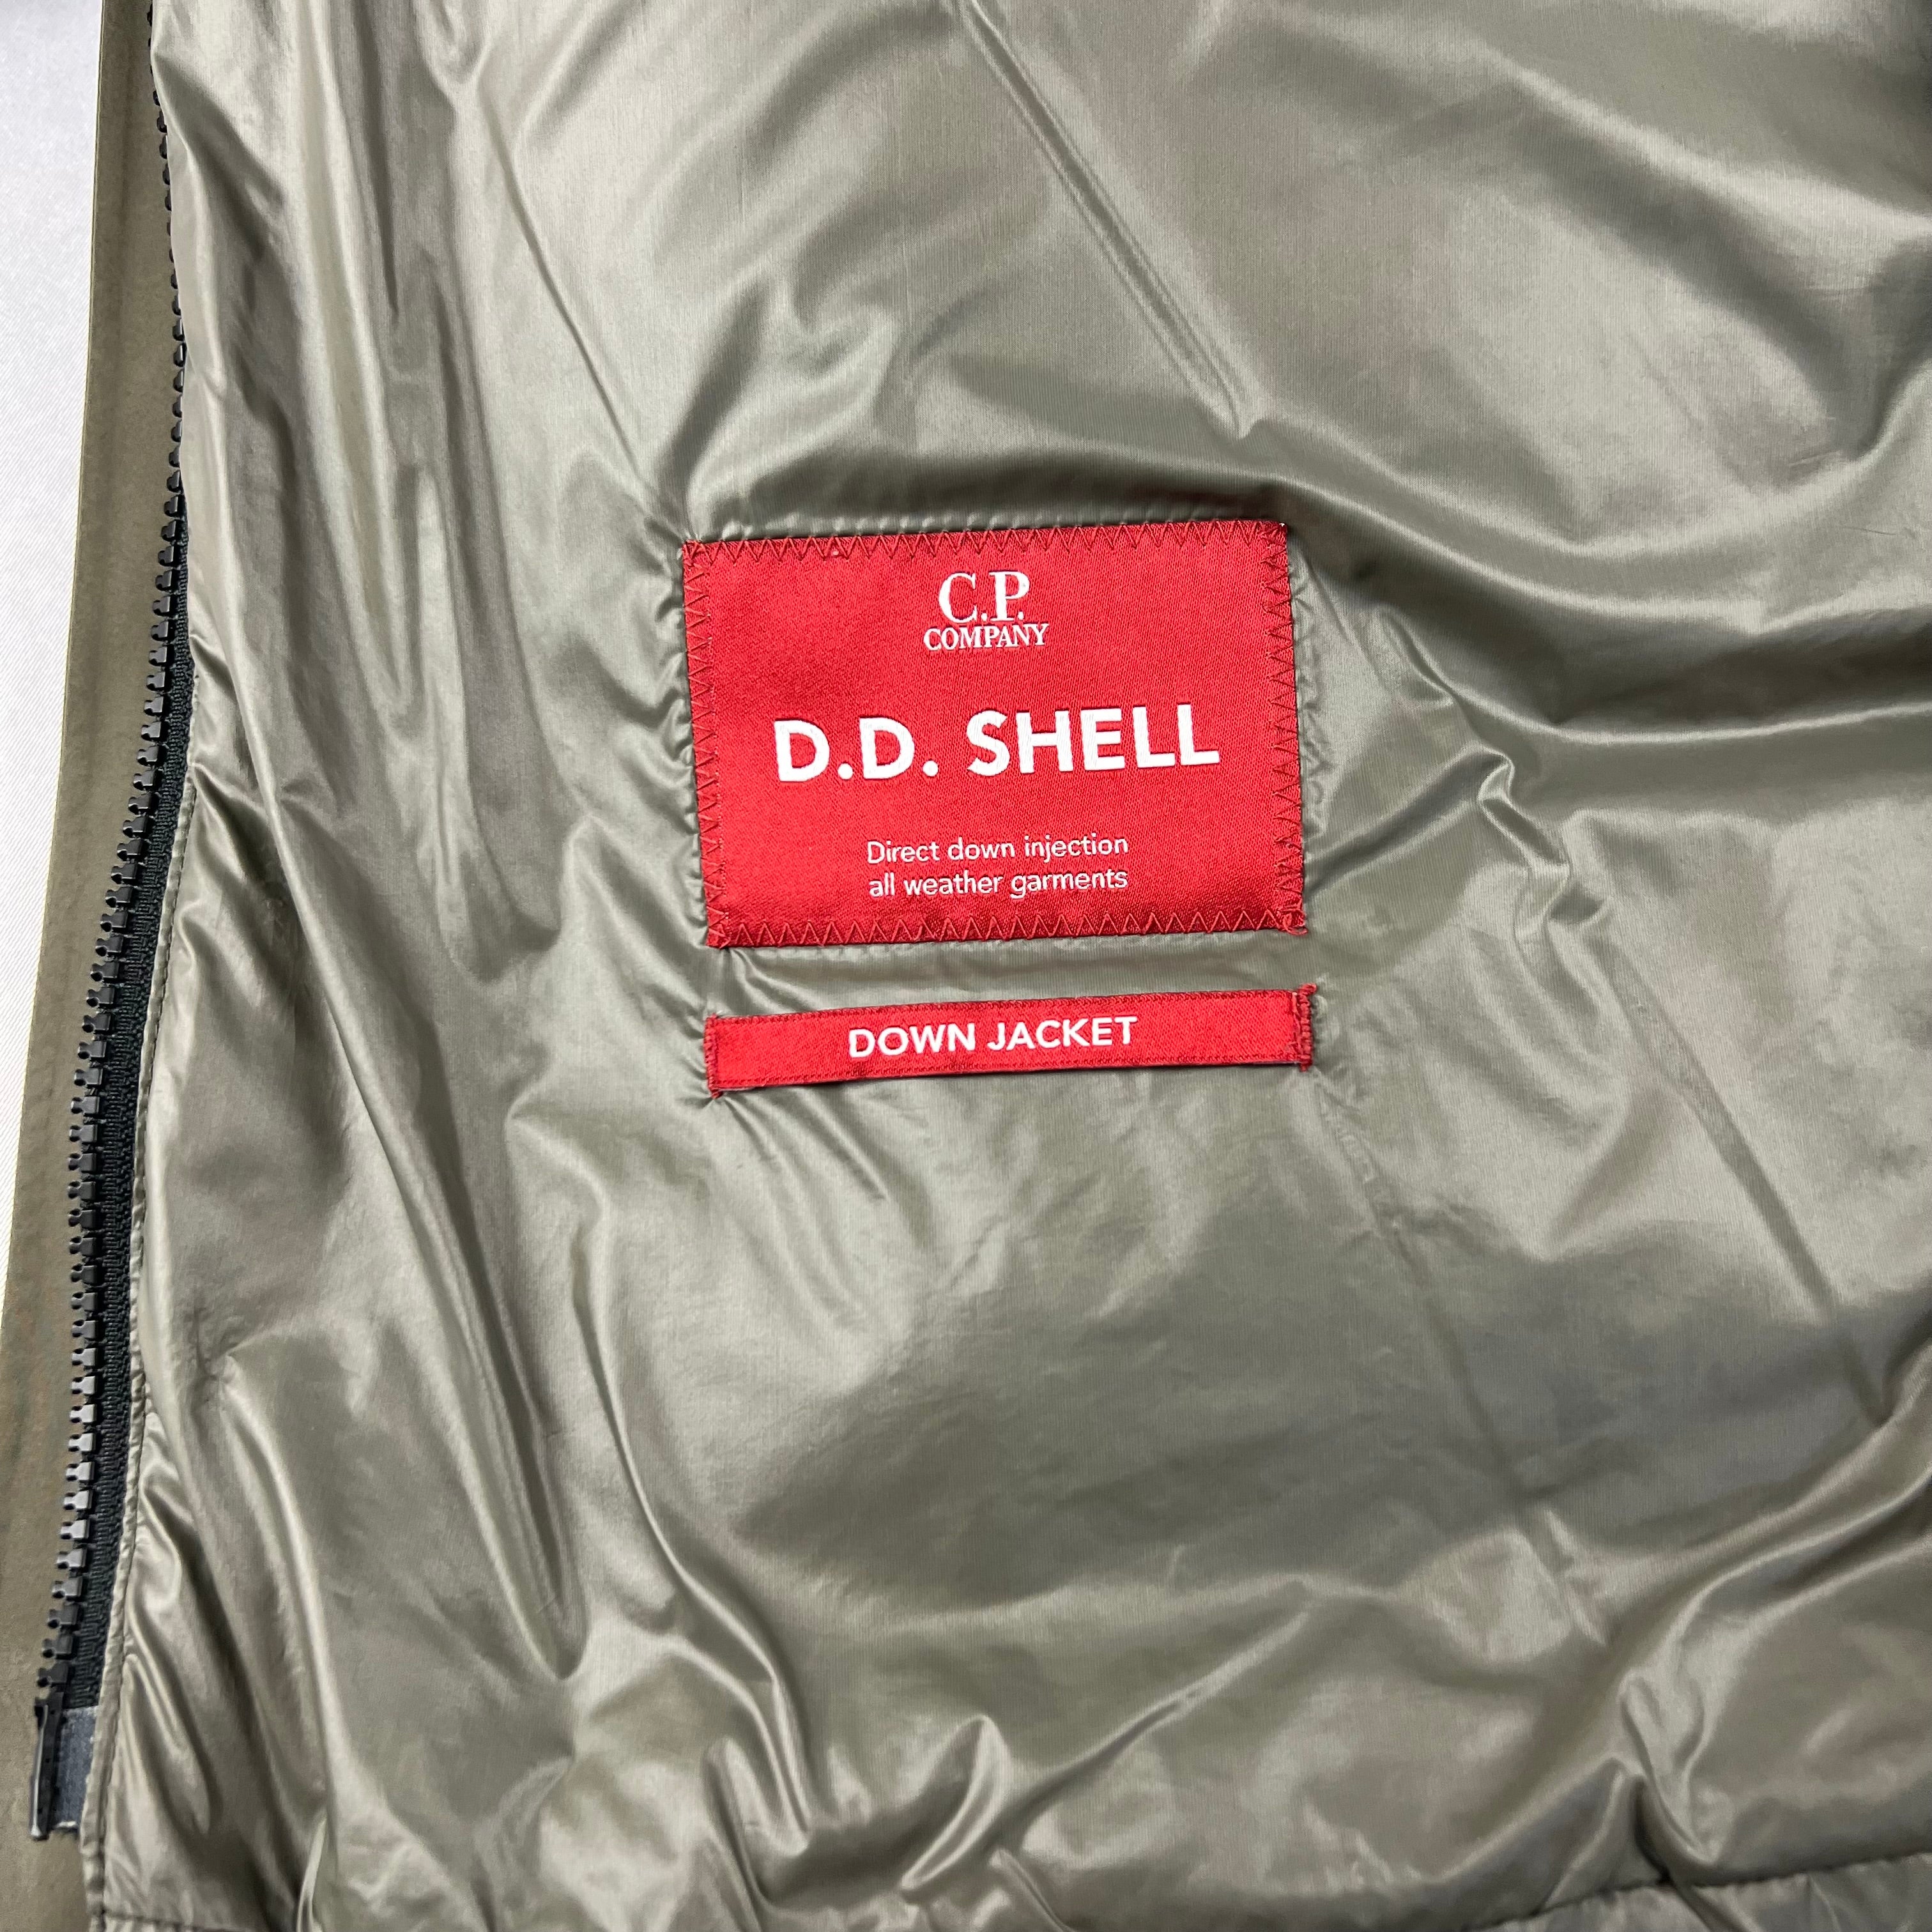 C.P.
COMPANY
D.D. SHELL
Direct down injection
all weather garments
DOWN JACKET